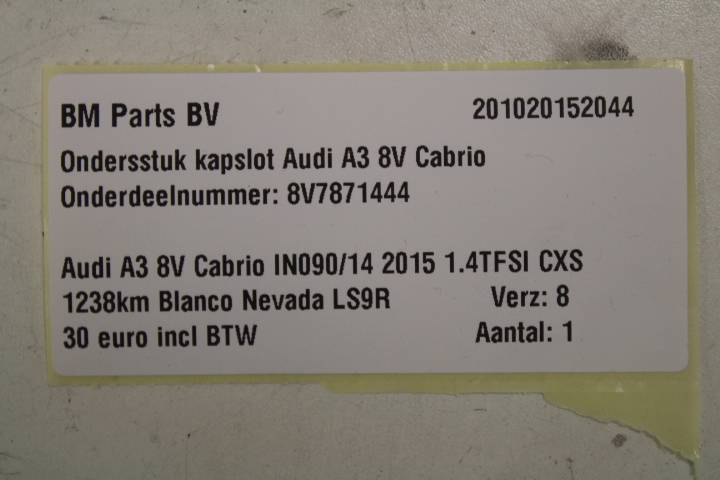 BM Parts BV 201020152044
Ondersstuk kapslot Audi A3 8V Cabrio
Onderdeelnummer: 8V7871444
Audi A3 8V Cabrio IN090/14 2015 1.4TFSI CXS
1238km Blanco Nevada LS9R Verz: 8
30 euro incl BTW Aantal: 1